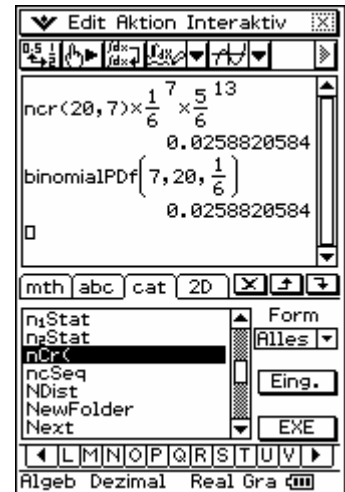 Edit Aktion Interaktiv
ncr(20,7)×1/6^7×5/6^13
0.0258820584
binomialPDf(7,20,1/6)
0.0258820584
mth abc cat 2D
n₁Stat
n₂Stat
nCr(
ncSeq
NDist
NewFolder
Next
Form
Alles
Eing.
EXE
L M N O P Q R S T U V
Algeb Dezimal Real Gra